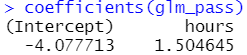 > coefficients(glm_pass)
(Intercept)       hours
  -4.077713    1.504645